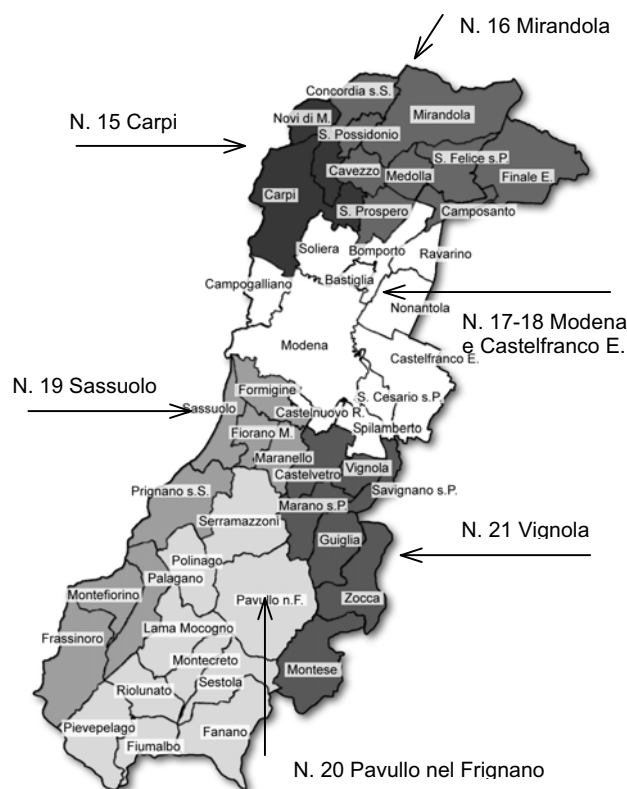 N. 16 Mirandola
Concordia s.S.
Mirandola
Novi di M.
S. Possidonio
N. 15 Carpi
S. Felice s.P.
Cavezzo
Medolla
Finale E.
Carpi
S. Prospero
Camposanto
Soliera
Bomporto
Ravarino
Bastiglia
Campogalliano
Nonantola
N. 17-18 Modena
e Castelfranco E.
Modena
Castelfranco E.
N. 19 Sassuolo
Formigine
S. Cesario s.P.
Sassuolo
Castelnuovo R.
Spilamberto
Fiorano M.
Maranello
Vignola
Castelvetro
Prignano s.S.
Savignano s.P.
Marano s.P.
Serramazzoni
N. 21 Vignola
Guiglia
Polinago
Palagano
Montefiorino
Pavullo n.F.
Zocca
Lama Mocogno
Frassinoro
Montecreto
Montese
Sestola
Riolunato
Pievepelago
Fanano
Fiumalbo
N. 20 Pavullo nel Frignano